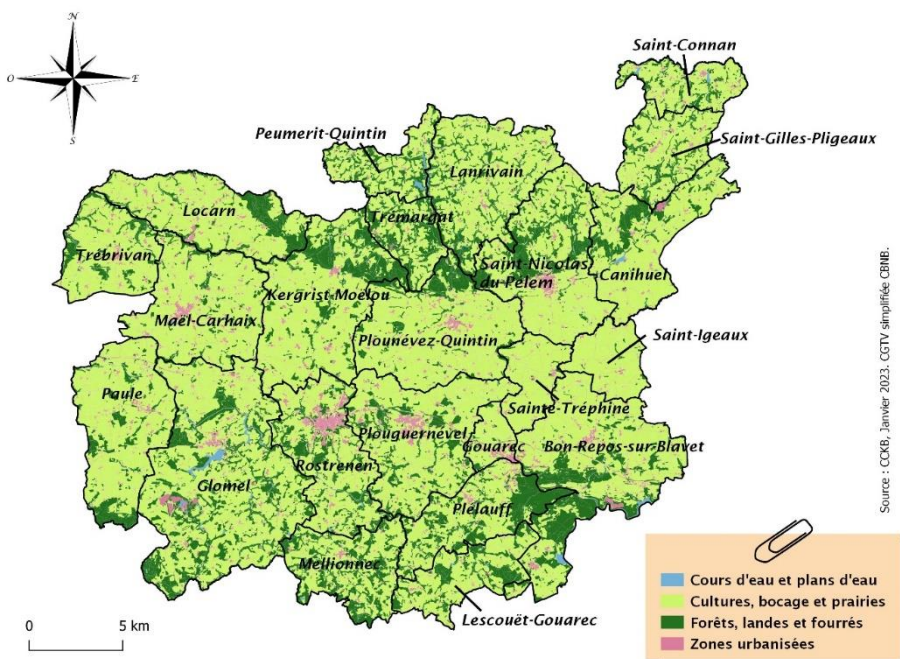 N
O
E
S
Saint-Connan
Peumerit-Quintin
Saint-Gilles-Pligeaux
Lanrivain
Locarn
Trémargat
Trébrivan
Saint-Nicolas
du-Pélem
Canihuel
Kergrist-Moëlou
Maël-Carhaix
Plounévez-Quintin
Saint-Igeaux
Paule
Sainte-Tréphine
Plouguernével
Gouarec
Bon-Repos-sur-Blavet
Rostrenen
Glomel
Plélauff
Mellionnec
Lescouët-Gouarec
0
5 km
Cours d'eau et plans d'eau
Cultures, bocage et prairies
Forêts, landes et fourrés
Zones urbanisées
Source : CCKB, Janvier 2023. CGTV simplifiée CBNB.